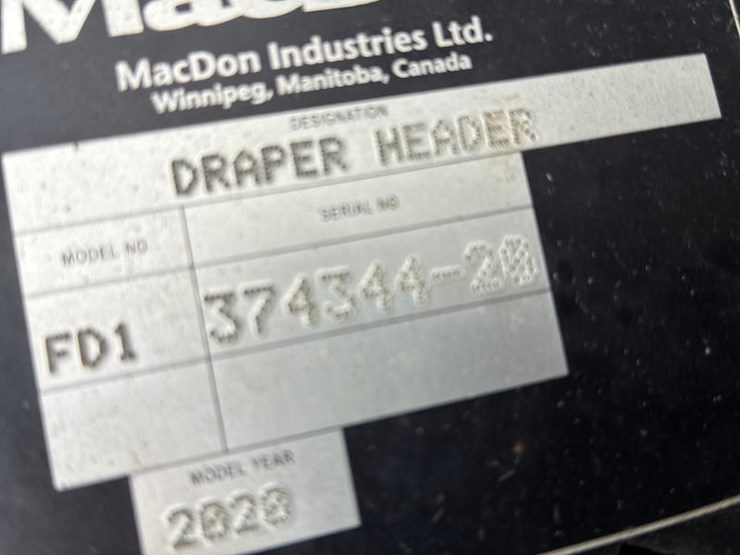 MacDon Industries Ltd.
Winnipeg, Manitoba, Canada
DESIGNATION
DRAPER HEADER
MODEL NO
SERIAL NO
FD1
374344-20
MODEL YEAR
2020